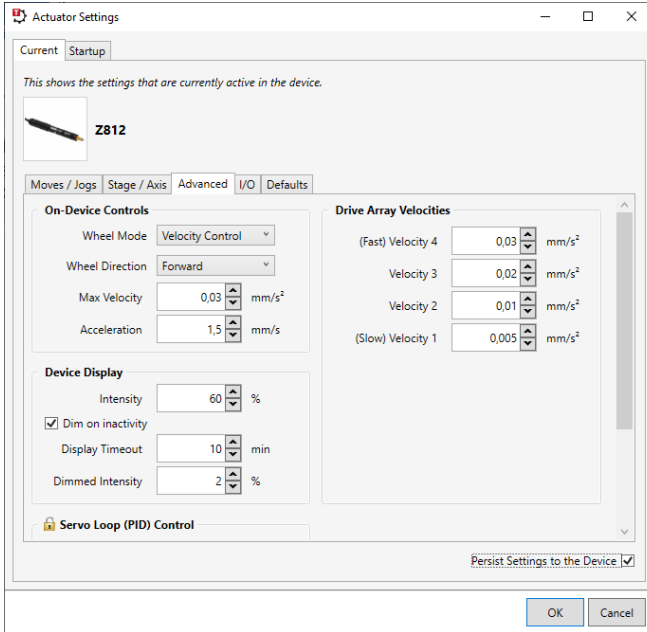 Actuator Settings
Current Startup
This shows the settings that are currently active in the device.
Z812
Moves / Jogs Stage / Axis Advanced I/O Defaults
On-Device Controls
Wheel Mode Velocity Control
Wheel Direction Forward
Max Velocity 0,03 mm/s²
Acceleration 1,5 mm/s
Device Display
Intensity 60 %
Dim on inactivity
Display Timeout 10 min
Dimmed Intensity 2 %
Servo Loop (PID) Control
Drive Array Velocities
(Fast) Velocity 4 0,03 mm/s²
Velocity 3 0,02 mm/s²
Velocity 2 0,01 mm/s²
(Slow) Velocity 1 0,005 mm/s²
Persist Settings to the Device
OK Cancel